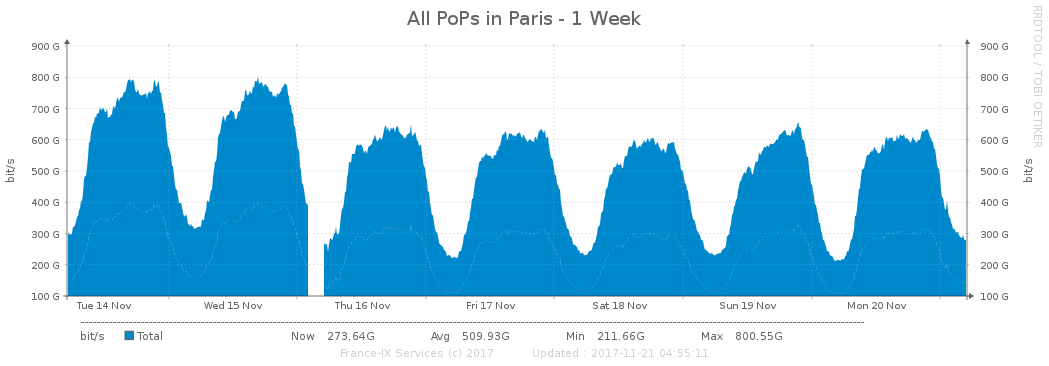 All PoPs in Paris - 1 Week
RRDTOOL / TOBI OETIKER
bit/s
bit/s
900 G 900 G
800 G 800 G
700 G 700 G
600 G 600 G
500 G 500 G
400 G 400 G
300 G 300 G
200 G 200 G
100 G 100 G
Tue 14 Nov Wed 15 Nov Thu 16 Nov Fri 17 Nov Sat 18 Nov Sun 19 Nov Mon 20 Nov
bit/s Total Now 273.64G Avg 509.93G Min 211.66G Max 800.55G
France-IX Services (c) 2017 Updated : 2017-11-21 04:55:11